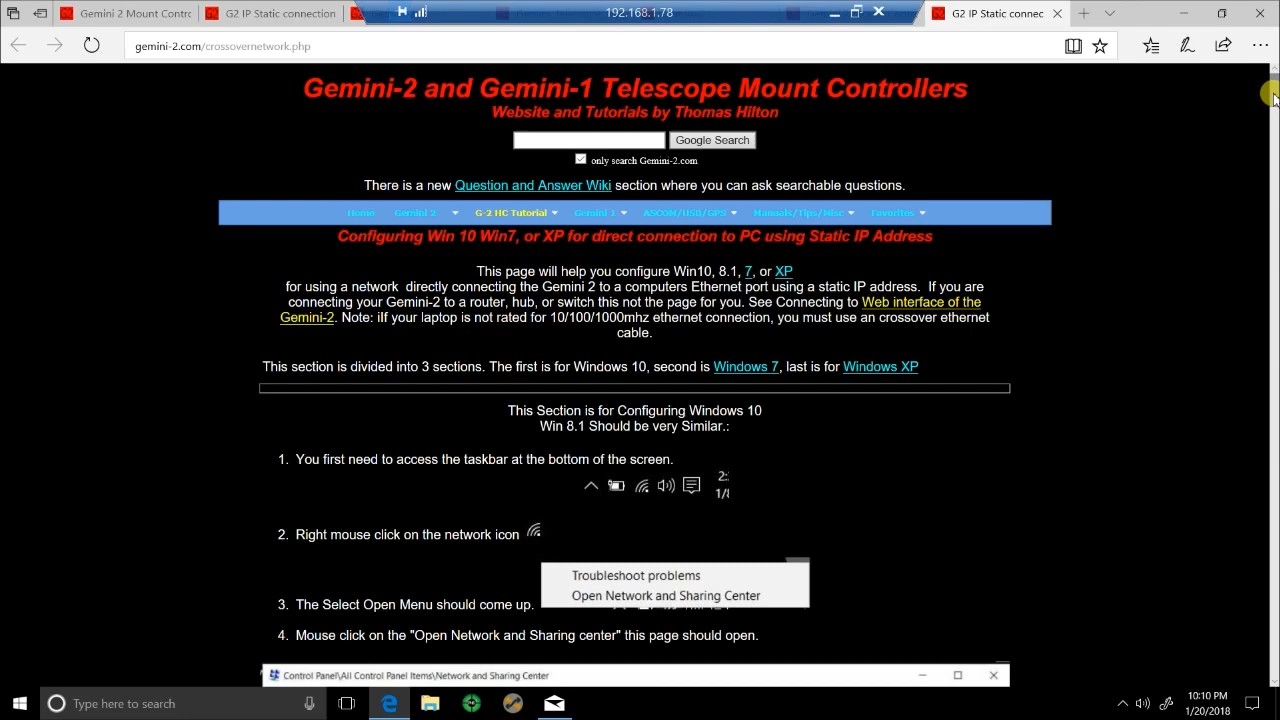 Gemini 2 Mount Contrc
G2 IP Static connection
192.168.1.78
G2 IP Static connec
gemini-2.com/crossovernetwork.php
Gemini-2 and Gemini-1 Telescope Mount Controllers
Website and Tutorials by Thomas Hilton
Google Search
only search Gemini-2.com
There is a new Question and Answer Wiki section where you can ask searchable questions.
Home Gemini 2 G-2 HC Tutorial Gemini 1 ASCOM/USB/GPS Manuals/Tips/Misc Favorites
Configuring Win 10 Win7, or XP for direct connection to PC using Static IP Address
This page will help you configure Win10, 8.1, 7, or XP
for using a network directly connecting the Gemini 2 to a computers Ethernet port using a static IP address. If you are
connecting your Gemini-2 to a router, hub, or switch this not the page for you. See Connecting to Web interface of the
Gemini-2. Note: iIf your laptop is not rated for 10/100/1000mhz ethernet connection, you must use an crossover ethernet
cable.
This section is divided into 3 sections. The first is for Windows 10, second is Windows 7, last is for Windows XP
This Section is for Configuring Windows 10
Win 8.1 Should be very Similar.:
1. You first need to access the taskbar at the bottom of the screen.
2:
1/8
2. Right mouse click on the network icon
Troubleshoot problems
Open Network and Sharing Center
3. The Select Open Menu should come up.
4. Mouse click on the "Open Network and Sharing center" this page should open.
Control Panel\All Control Panel Items\Network and Sharing Center
Type here to search
10:10 PM
1/20/2018